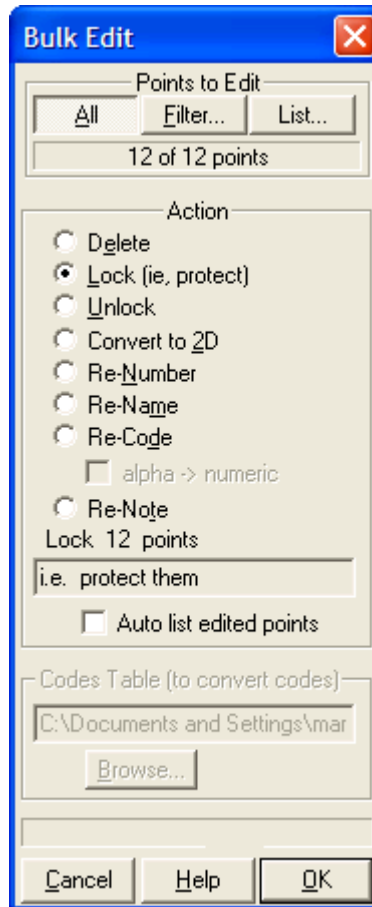 Bulk Edit
Points to Edit
All Filter... List...
12 of 12 points
Action
Delete
Lock (ie, protect)
Unlock
Convert to 2D
Re-Number
Re-Name
Re-Code
alpha -> numeric
Re-Note
Lock 12 points
i.e. protect them
Auto list edited points
Codes Table (to convert codes)
C:\Documents and Settings\mar
Browse...
Cancel Help OK